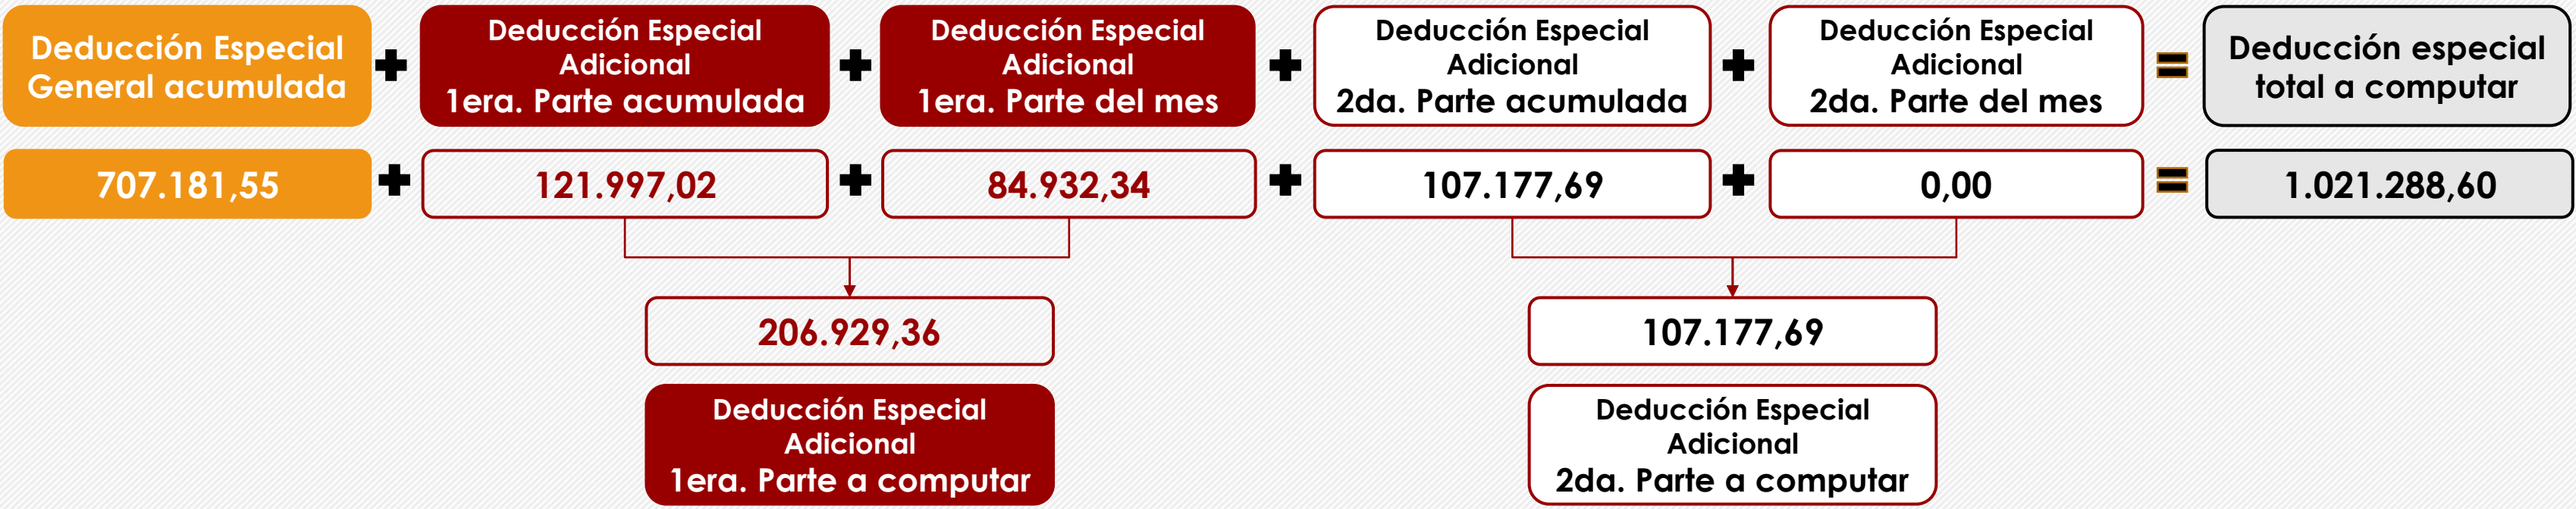 Deducción Especial
General acumulada
Deducción Especial
Adicional
1era. Parte acumulada
Deducción Especial
Adicional
1era. Parte del mes
Deducción Especial
Adicional
2da. Parte acumulada
Deducción Especial
Adicional
2da. Parte del mes
Deducción especial
total a computar
707.181,55
121.997,02
84.932,34
107.177,69
0,00
1.021.288,60
206.929,36
107.177,69
Deducción Especial
Adicional
1era. Parte a computar
Deducción Especial
Adicional
2da. Parte a computar